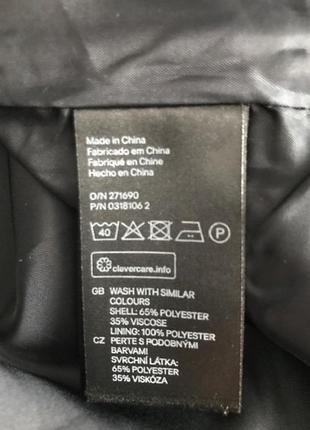 Made in China
Fabricado em China
Fabriqué en Chine
Hecho en China
O/N 271690
P/N 0318106 2
40 P
clevercare.info
GB WASH WITH SIMILAR
COLOURS
SHELL: 65% POLYESTER
35% VISCOSE
LINING: 100% POLYESTER
CZ PERTE S PODOBNÝMI
BARVAMI
SVRCHNÍ LÁTKA:
65% POLYESTER
35% VISKÓZA